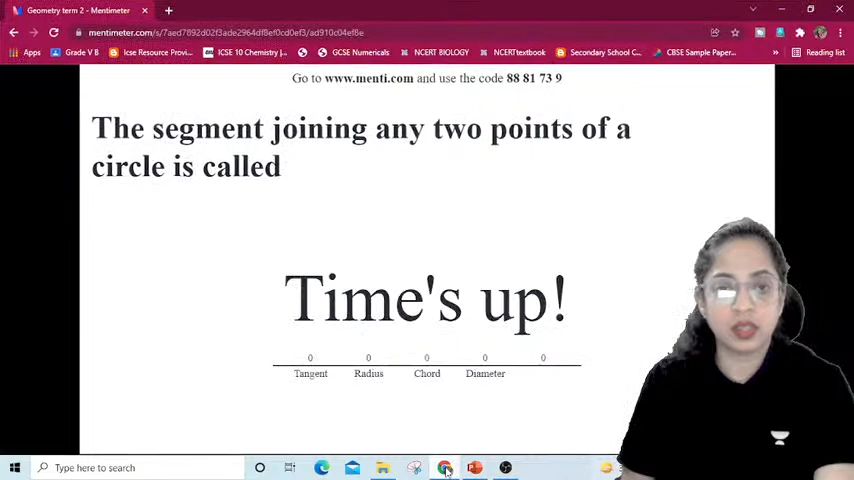 Geometry term 2 - Mentimeter
mentimeter.com/s/7aed7892d02f3ade2964df8ef0cd0ef3/ad910c04ef8e
Apps Grade V B Icse Resource Provi... ICSE 10 Chemistry |... GCSE Numericals NCERT BIOLOGY NCERTtextbook Secondary School C... CBSE Sample Paper... » Reading list
Go to www.menti.com and use the code 88 81 73 9
The segment joining any two points of a
circle is called
Time's up!
0 0 0 0 0
Tangent Radius Chord Diameter
Type here to search